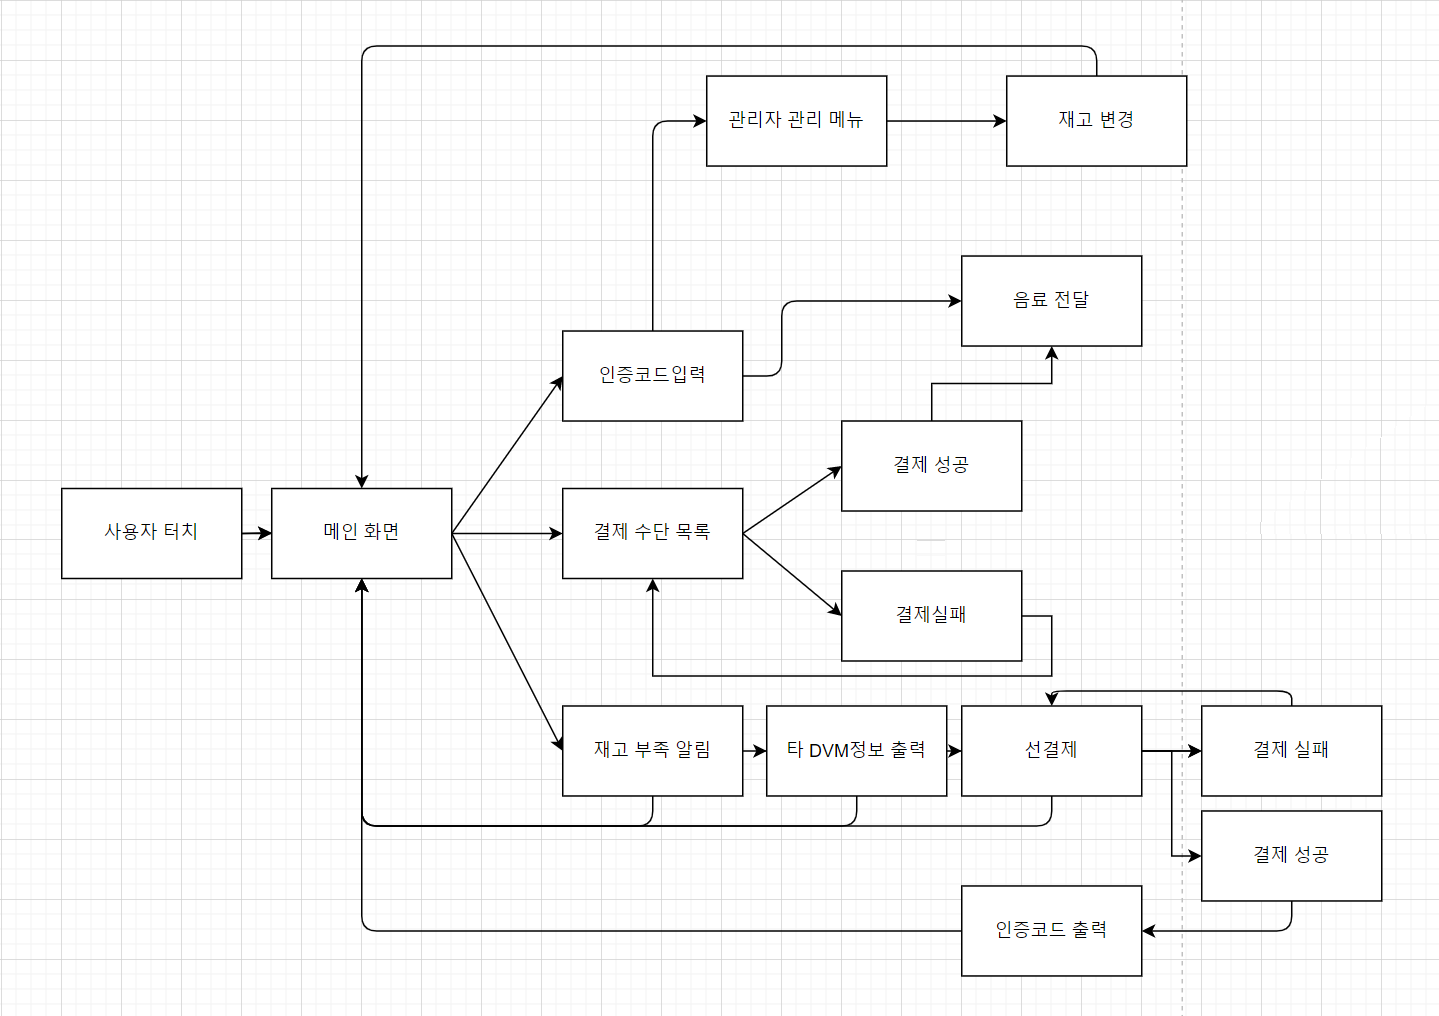 관리자 관리 메뉴
재고 변경
음료 전달
인증코드입력
결제 성공
사용자 터치
메인 화면
결제 수단 목록
결제실패
재고 부족 알림
타 DVM정보 출력
선결제
결제 실패
결제 성공
인증코드 출력